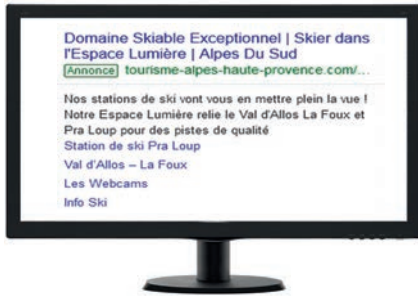 Domaine Skiable Exceptionnel | Skier dans
l'Espace Lumière | Alpes Du Sud
Annonce tourisme-alpes-haute-provence.com/...
Nos stations de ski vont vous en mettre plein la vue !
Notre Espace Lumière relie le Val d'Allos La Foux et
Pra Loup pour des pistes de qualité
Station de ski Pra Loup
Val d'Allos – La Foux
Les Webcams
Info Ski